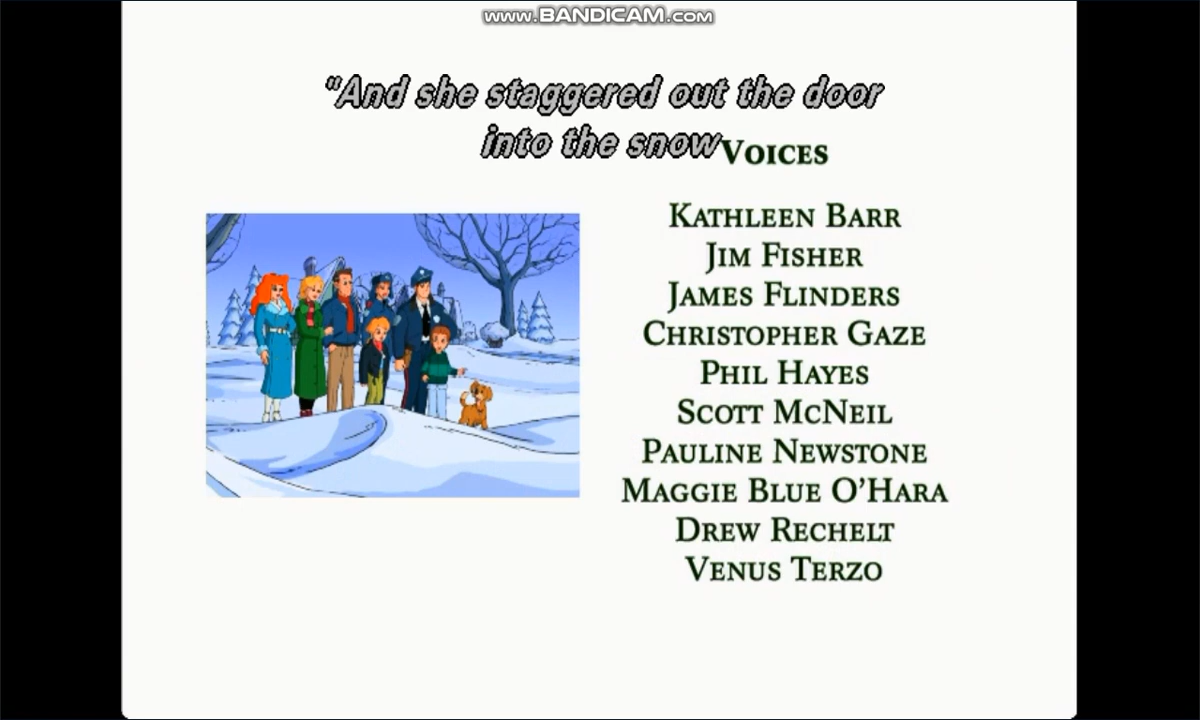 www.BANDICAM.com
"And she staggered out the door
into the snow
VOICES
KATHLEEN BARR
JIM FISHER
JAMES FLINDERS
CHRISTOPHER GAZE
PHIL HAYES
SCOTT MCNEIL
PAULINE NEWSTONE
MAGGIE BLUE O'HARA
DREW RECHELT
VENUS TERZO